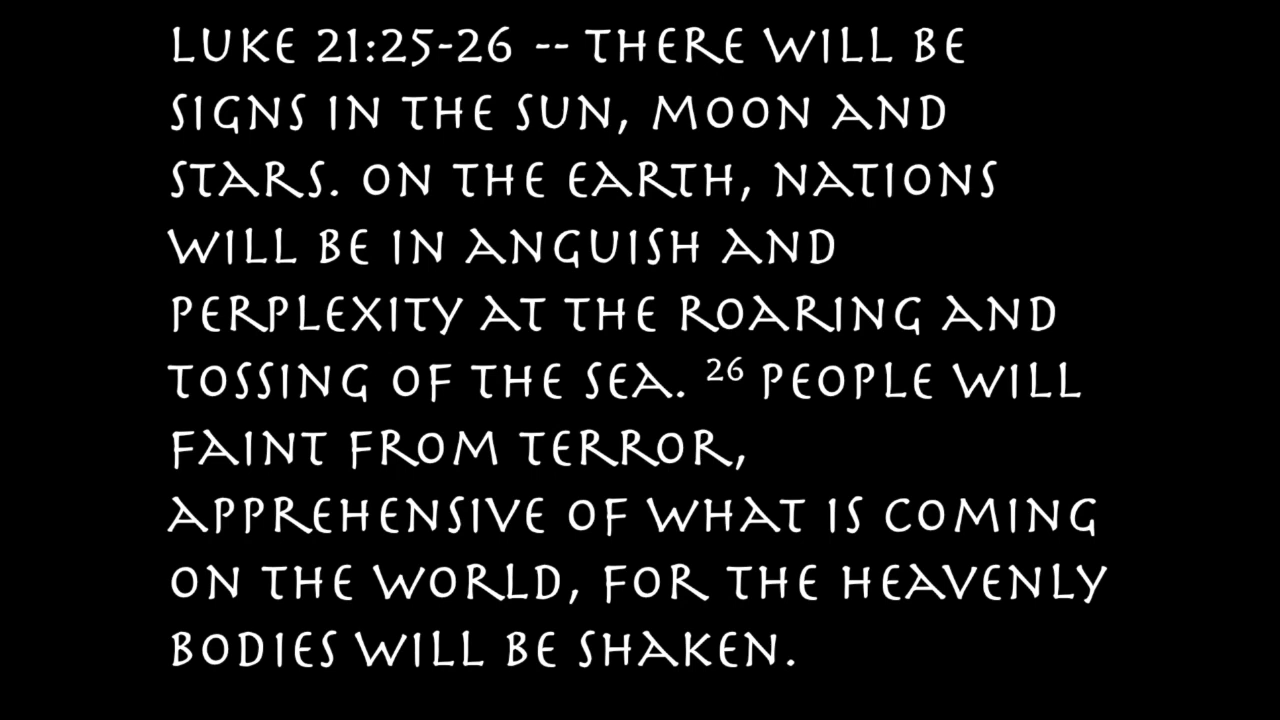 LUKE 21:25-26 -- THERE WILL BE
SIGNS IN THE SUN, MOON AND
STARS. ON THE EARTH, NATIONS
WILL BE IN ANGUISH AND
PERPLEXITY AT THE ROARING AND
TOSSING OF THE SEA. ²⁶ PEOPLE WILL
FAINT FROM TERROR,
APPREHENSIVE OF WHAT IS COMING
ON THE WORLD, FOR THE HEAVENLY
BODIES WILL BE SHAKEN.